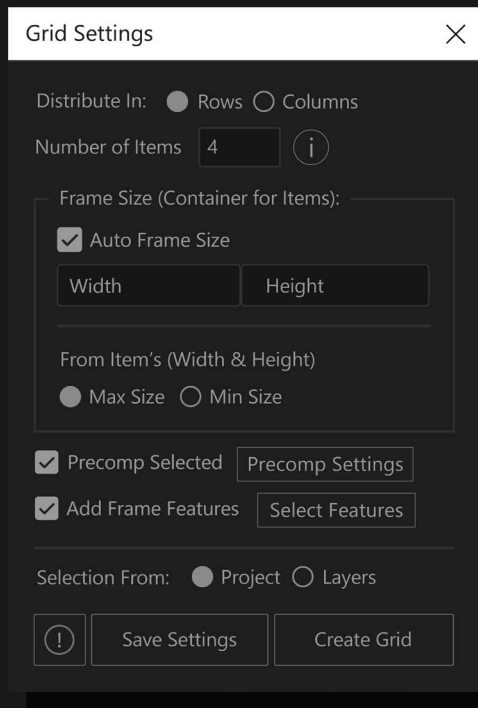 Grid Settings
Distribute In: Rows Columns
Number of Items 4 i
Frame Size (Container for Items):
Auto Frame Size
Width Height
From Item's (Width & Height)
Max Size Min Size
Precomp Selected Precomp Settings
Add Frame Features Select Features
Selection From: Project Layers
! Save Settings Create Grid